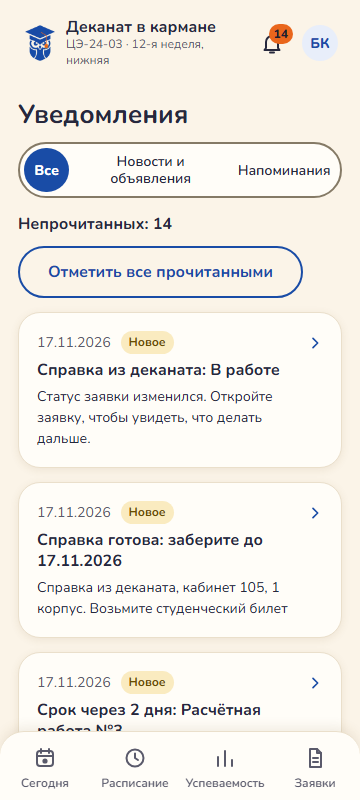 Деканат в кармане
ЦЭ-24-03 · 12-я неделя,
нижняя
14
БК
Уведомления
Все
Новости и
объявления
Напоминания
Непрочитанных: 14
Отметить все прочитанными
17.11.2026 Новое
Справка из деканата: В работе
Статус заявки изменился. Откройте
заявку, чтобы увидеть, что делать
дальше.
17.11.2026 Новое
Справка готова: заберите до
17.11.2026
Справка из деканата, кабинет 105, 1
корпус. Возьмите студенческий билет
17.11.2026 Новое
Срок через 2 дня: Расчётная
работа №3
Сегодня
Расписание
Успеваемость
Заявки